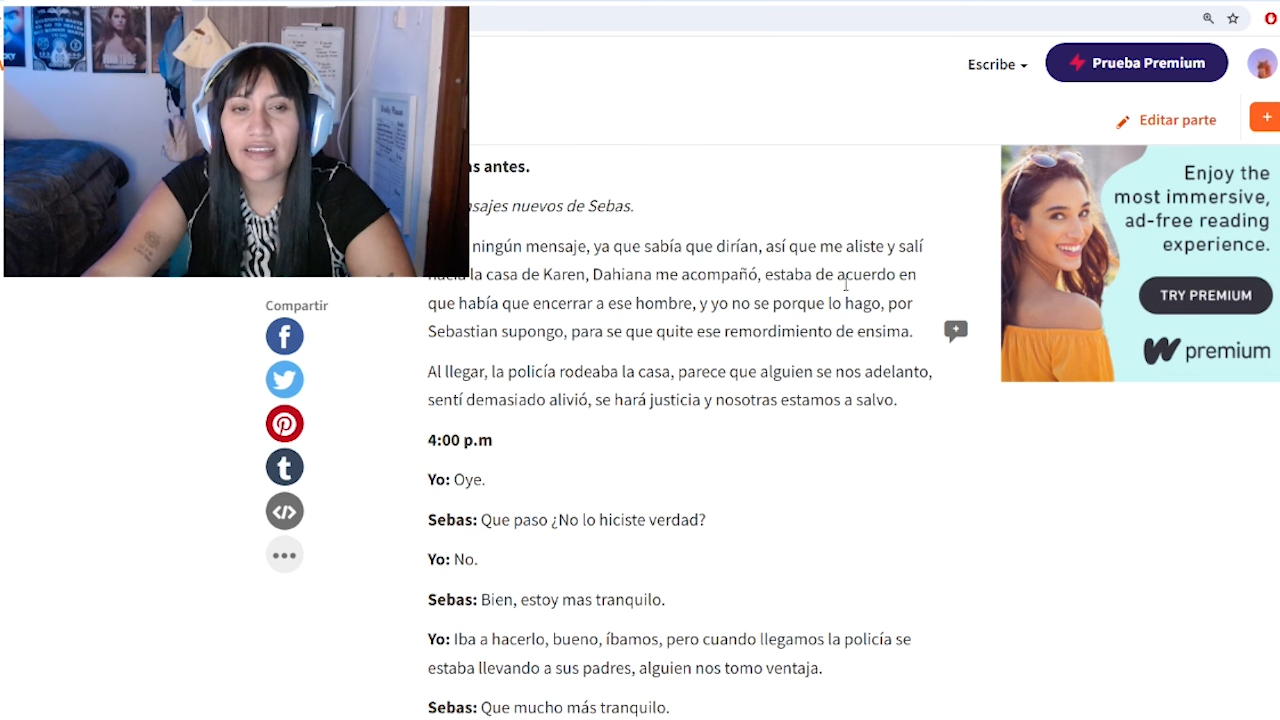 Escribe
Prueba Premium
Editar parte
+
as antes.
nsajes nuevos de Sebas.
ningún mensaje, ya que sabía que dirían, así que me aliste y salí
hacia la casa de Karen, Dahiana me acompañó, estaba de acuerdo en
que había que encerrar a ese hombre, y yo no se porque lo hago, por
Sebastian supongo, para se que quite ese remordimiento de ensima.
Al llegar, la policía rodeaba la casa, parece que alguien se nos adelanto,
sentí demasiado alivió, se hará justicia y nosotras estamos a salvo.
4:00 p.m
Yo: Oye.
Sebas: Que paso ¿No lo hiciste verdad?
Yo: No.
Sebas: Bien, estoy mas tranquilo.
Yo: Iba a hacerlo, bueno, íbamos, pero cuando llegamos la policía se
estaba llevando a sus padres, alguien nos tomo ventaja.
Sebas: Que mucho más tranquilo.
Compartir
Enjoy the
most immersive,
ad-free reading
experience.
TRY PREMIUM
premium